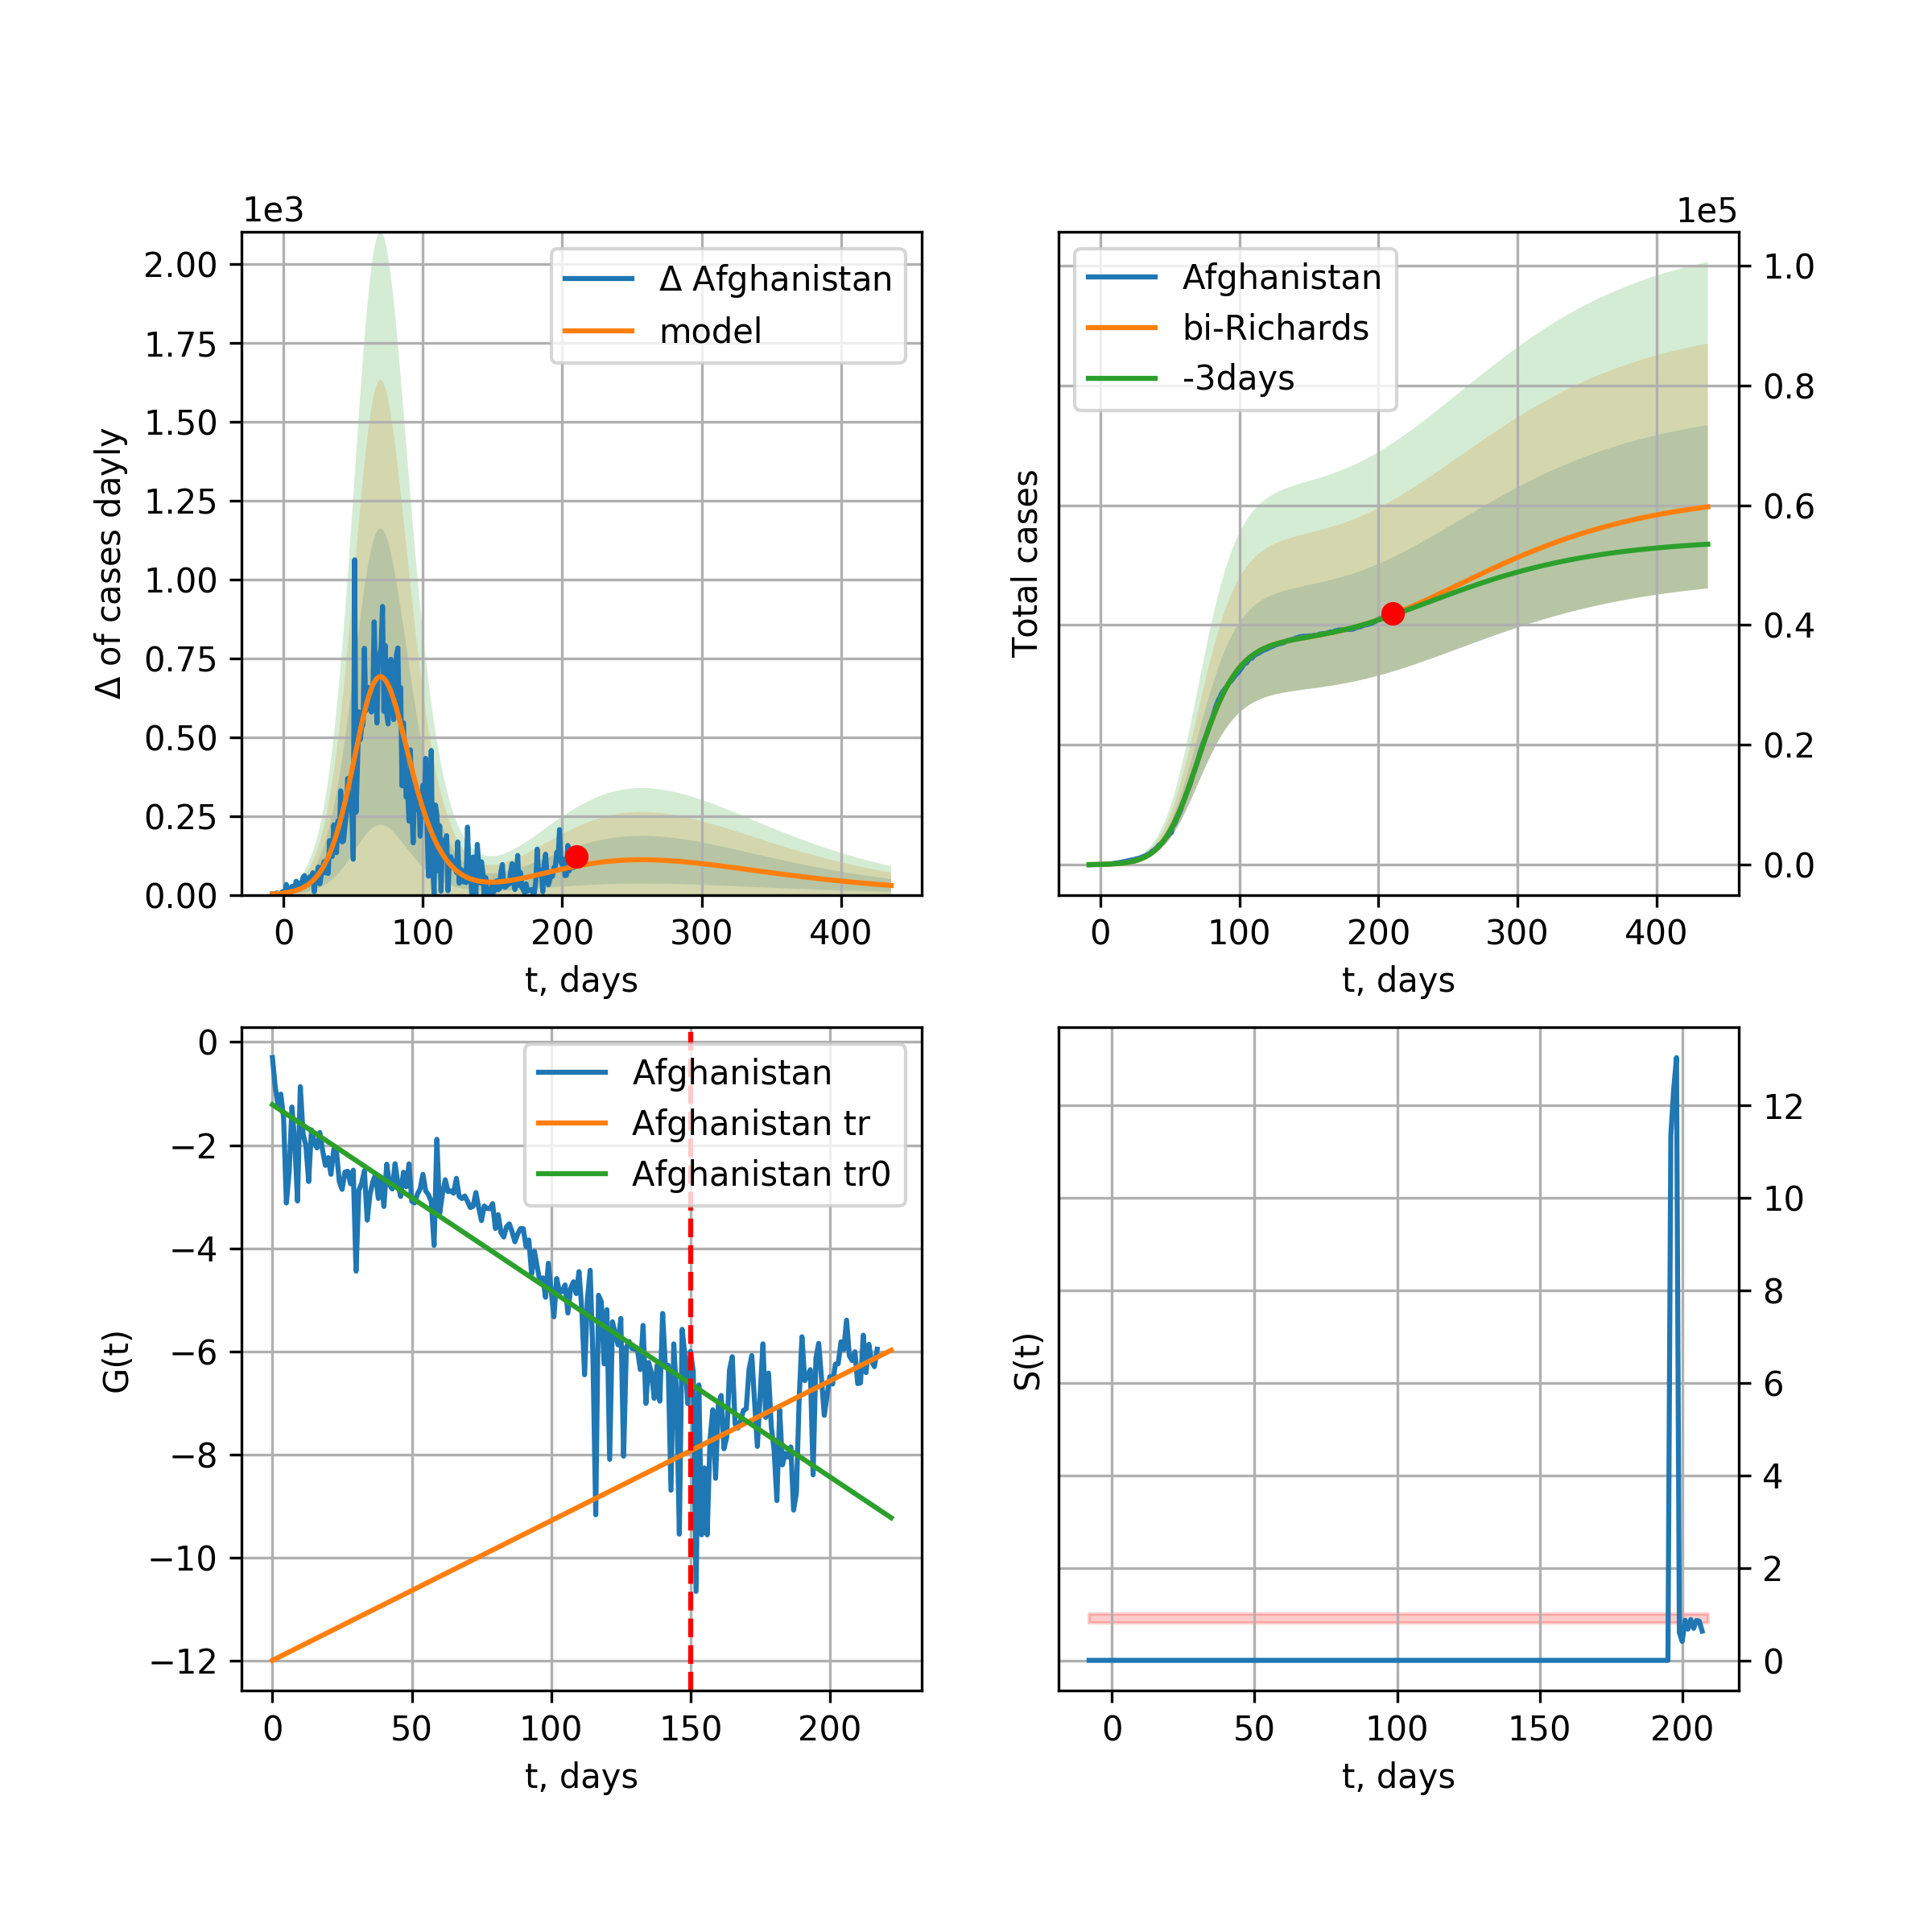 1e3
2.00
1.75
1.50
1.25
1.00
0.75
0.50
0.25
0.00
Δ of cases dayly
Δ Afghanistan
model
0 100 200 300 400
t, days
1e5
Afghanistan
bi-Richards
-3days
Total cases
1.0
0.8
0.6
0.4
0.2
0.0
0 100 200 300 400
t, days
0
−2
−4
−6
−8
−10
−12
G(t)
Afghanistan
Afghanistan tr
Afghanistan tr0
0 50 100 150 200
t, days
S(t)
12
10
8
6
4
2
0
0 50 100 150 200
t, days